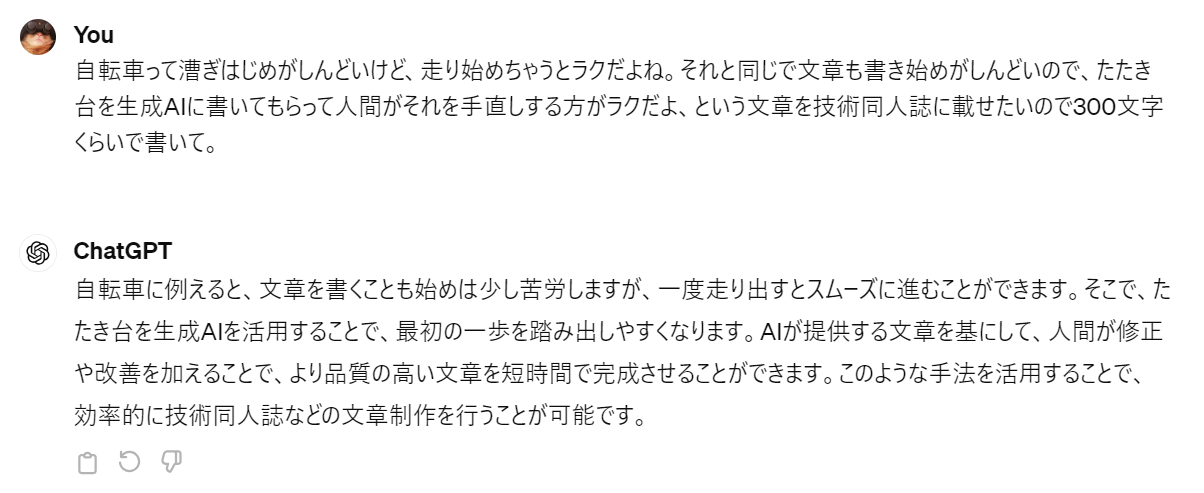 You
自転車って漕ぎはじめがしんどいけど、走り始めちゃうとラクだよね。それと同じで文章も書き始めがしんどいので、たたき
台を生成AIに書いてもらって人間がそれを手直しする方がラクだよ、という文章を技術同人誌に載せたいので300文字
くらいで書いて。
ChatGPT
自転車に例えると、文章を書くことも始めは少し苦労しますが、一度走り出すとスムーズに進むことができます。そこで、た
たき台を生成AIを活用することで、最初の一歩を踏み出しやすくなります。AIが提供する文章を基にして、人間が修正
や改善を加えることで、より品質の高い文章を短時間で完成させることができます。このような手法を活用することで、
効率的に技術同人誌などの文章制作を行うことが可能です。